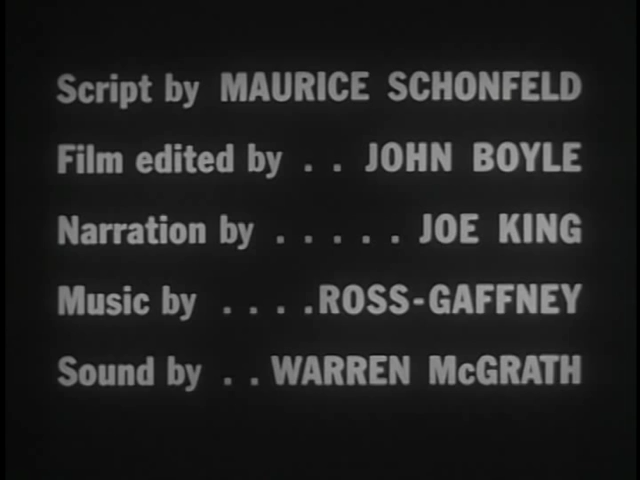 Script by MAURICE SCHONFELD
Film edited by . . JOHN BOYLE
Narration by . . . . . JOE KING
Music by . . . .ROSS-GAFFNEY
Sound by . . WARREN McGRATH